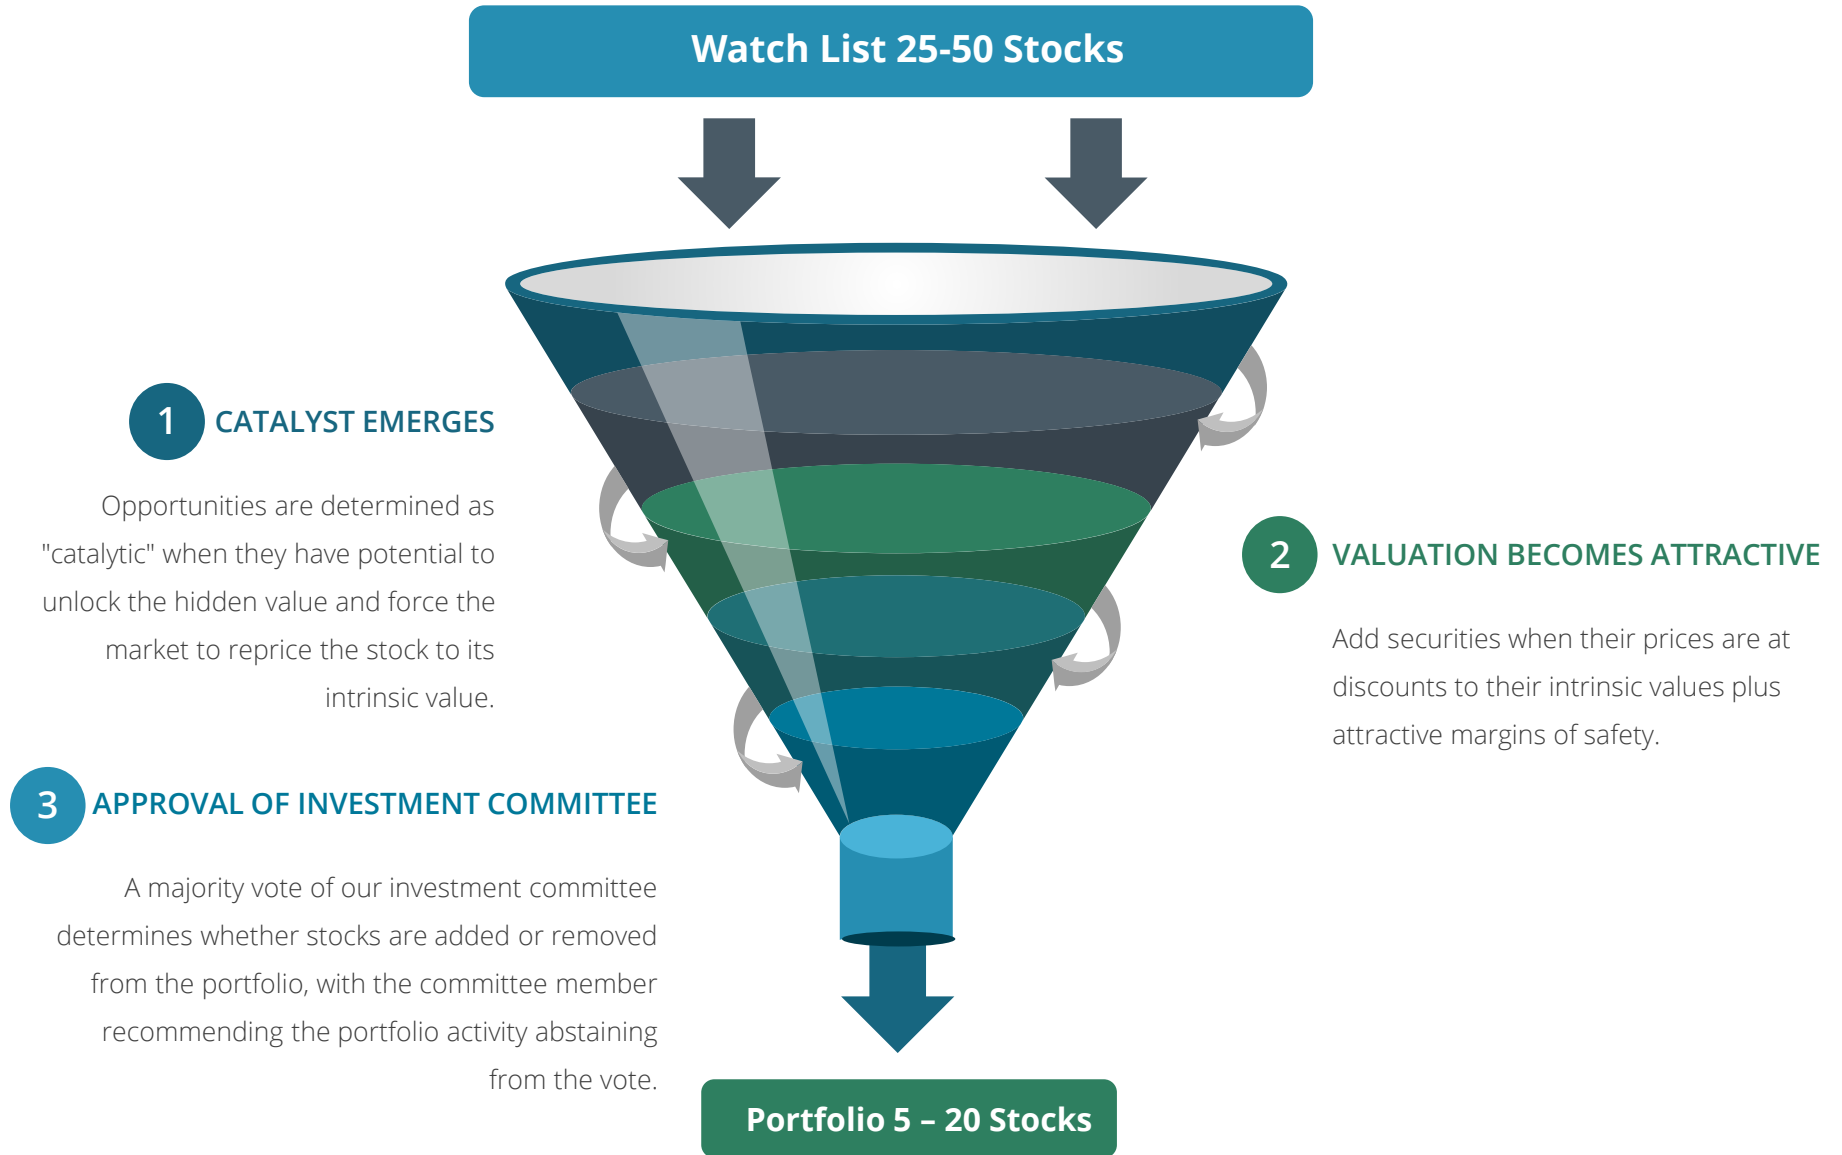 Watch List 25-50 Stocks
1
CATALYST EMERGES
Opportunities are determined as
"catalytic" when they have potential to
unlock the hidden value and force the
market to reprice the stock to its
intrinsic value.
2
VALUATION BECOMES ATTRACTIVE
Add securities when their prices are at
discounts to their intrinsic values plus
attractive margins of safety.
3
APPROVAL OF INVESTMENT COMMITTEE
A majority vote of our investment committee
determines whether stocks are added or removed
from the portfolio, with the committee member
recommending the portfolio activity abstaining
from the vote.
Portfolio 5 – 20 Stocks